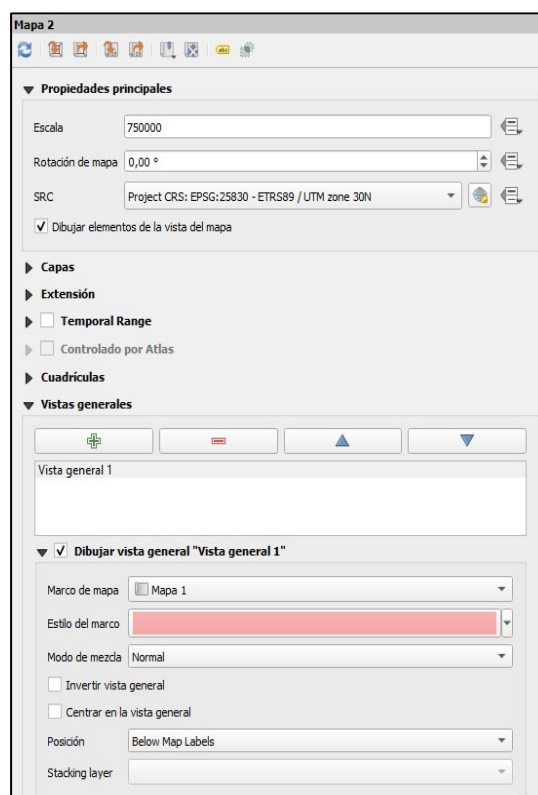 Mapa 2
abc
Propiedades principales
Escala 750000
Rotación de mapa 0,00 °
SRC Project CRS: EPSG:25830 - ETRS89 / UTM zone 30N
Dibujar elementos de la vista del mapa
Capas
Extensión
Temporal Range
Controlado por Atlas
Cuadrículas
Vistas generales
Vista general 1
Dibujar vista general "Vista general 1"
Marco de mapa Mapa 1
Estilo del marco
Modo de mezcla Normal
Invertir vista general
Centrar en la vista general
Posición Below Map Labels
Stacking layer